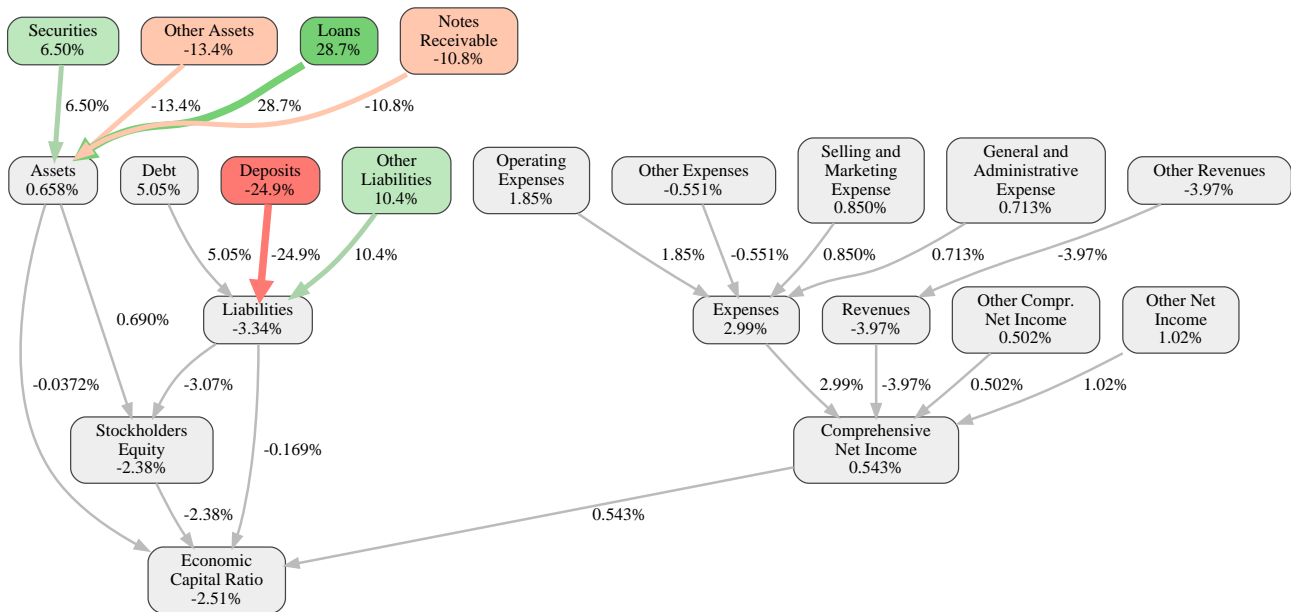 Securities
6.50%
Other Assets
-13.4%
Loans
28.7%
Notes
Receivable
-10.8%
6.50%
-13.4%
28.7%
-10.8%
Assets
0.658%
Debt
5.05%
Deposits
-24.9%
Other
Liabilities
10.4%
Operating
Expenses
1.85%
Other Expenses
-0.551%
Selling and
Marketing
Expense
0.850%
General and
Administrative
Expense
0.713%
Other Revenues
-3.97%
5.05%
-24.9%
10.4%
1.85%
-0.551%
0.850%
0.713%
-3.97%
0.690%
Liabilities
-3.34%
Expenses
2.99%
Revenues
-3.97%
Other Compr.
Net Income
0.502%
Other Net
Income
1.02%
-0.0372%
-3.07%
2.99%
-3.97%
0.502%
1.02%
Stockholders
Equity
-2.38%
-0.169%
Comprehensive
Net Income
0.543%
-2.38%
0.543%
Economic
Capital Ratio
-2.51%